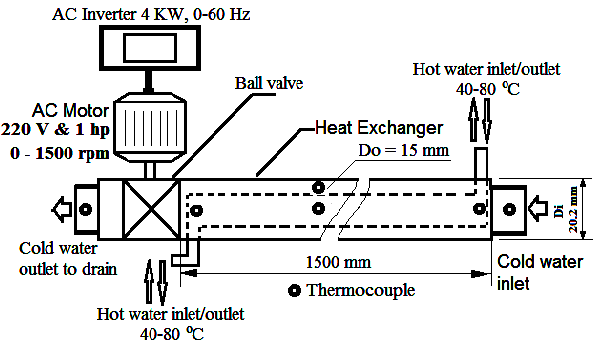 AC Inverter 4 KW, 0-60 Hz
Ball valve
Hot water inlet/outlet
40-80 ⁰C
AC Motor
220 V & 1 hp
0 - 1500 rpm
Heat Exchanger
Do = 15 mm
Di
20.2 mm
Cold water
outlet to drain
1500 mm
Cold water
inlet
Thermocouple
Hot water inlet/outlet
40-80 ⁰C